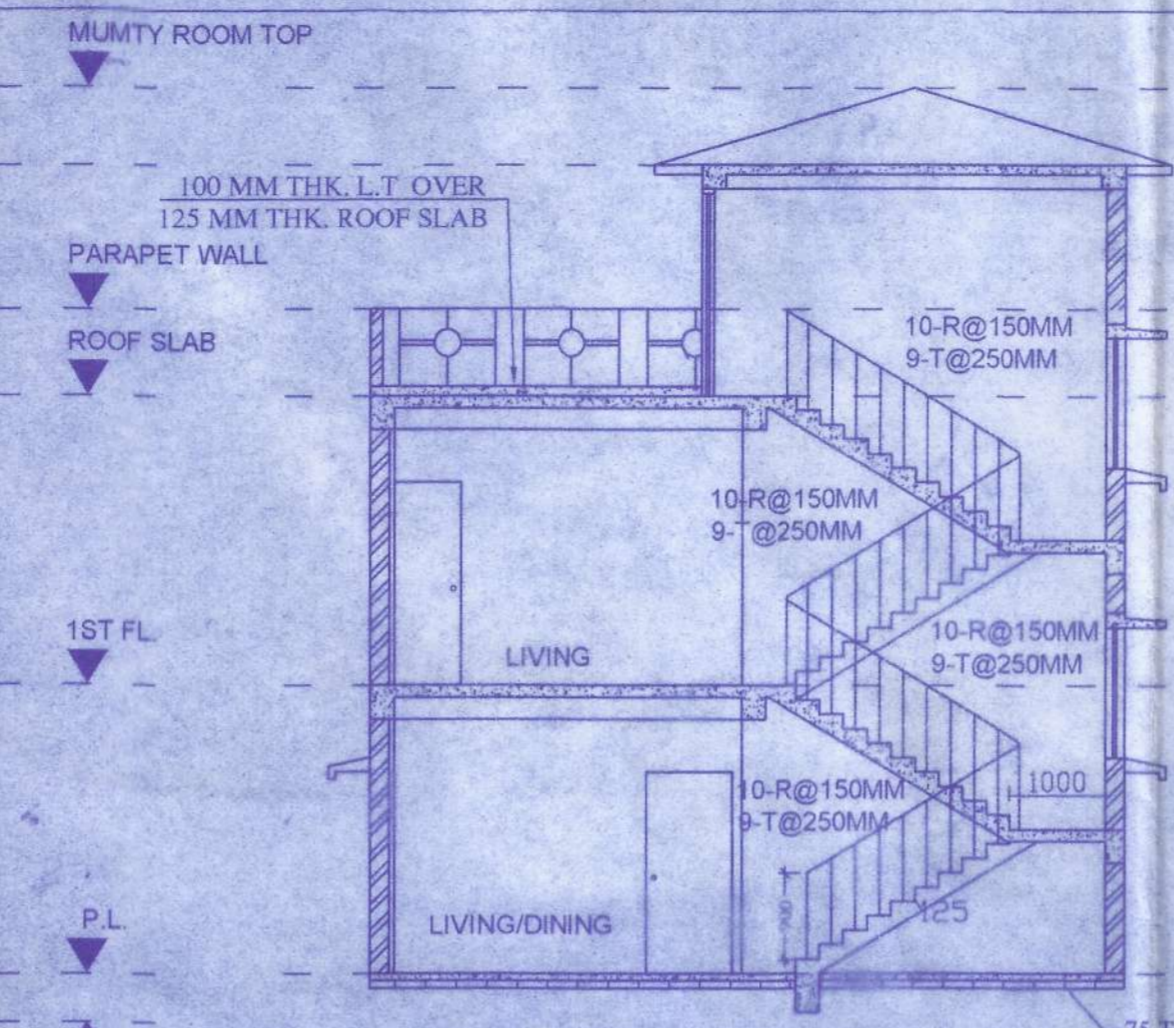 MUMTY ROOM TOP
100 MM THK. L.T OVER
125 MM THK. ROOF SLAB
PARAPET WALL
ROOF SLAB
10-R@150MM
9-T@250MM
10-R@150MM
9-T@250MM
1ST FL.
LIVING
10-R@150MM
9-T@250MM
10-R@150MM
9-T@250MM
1000
900
125
P.L.
LIVING/DINING